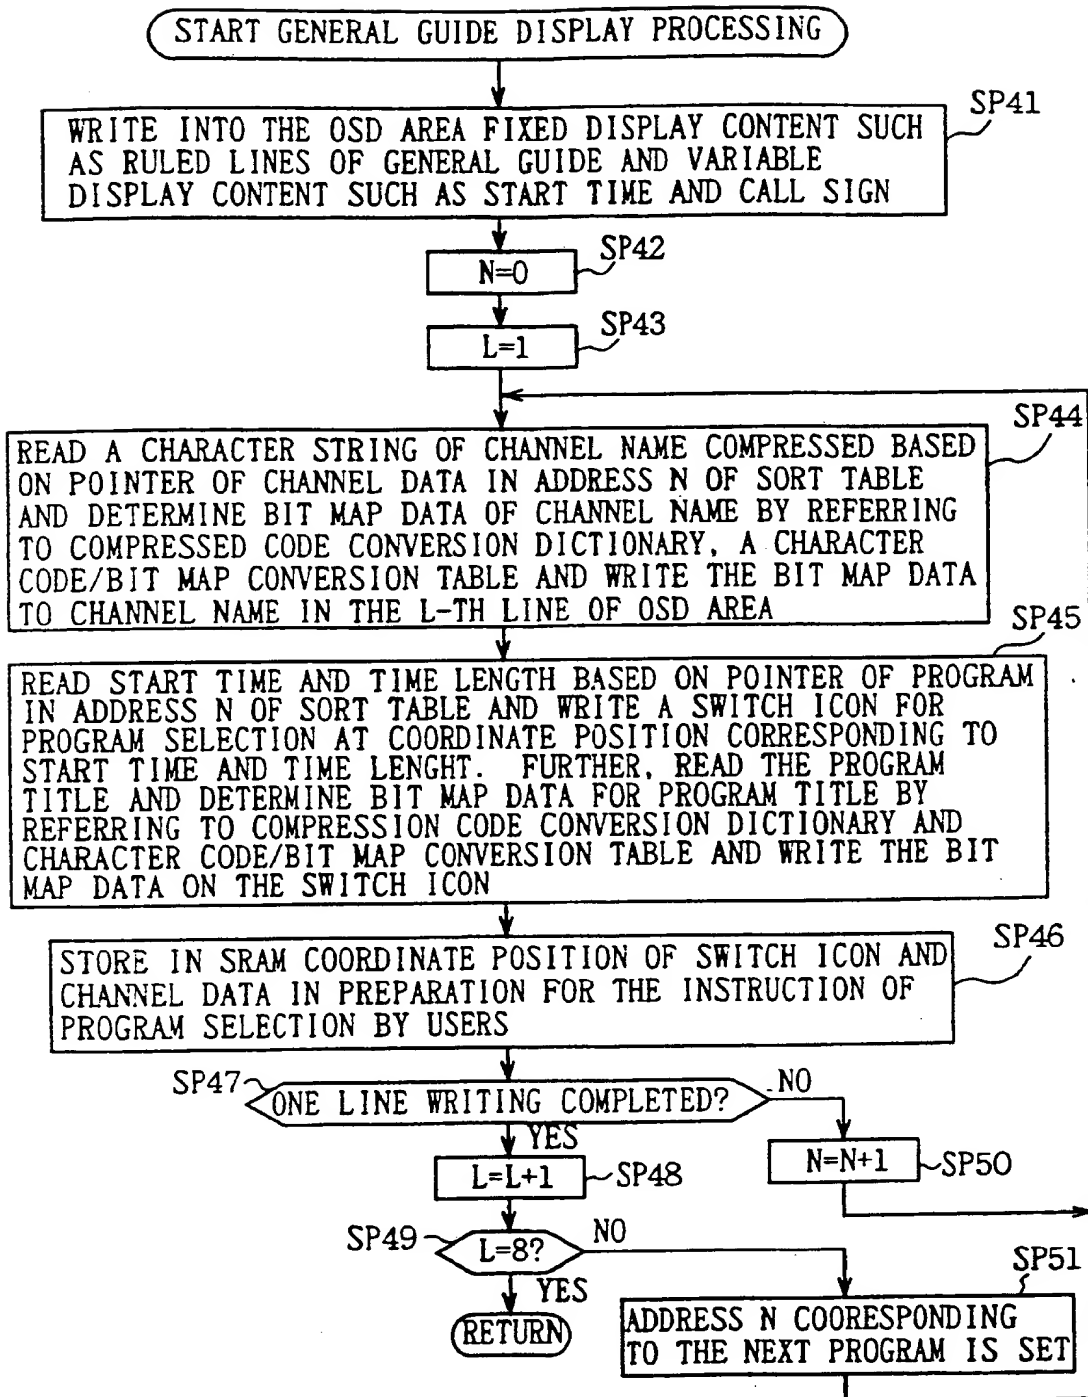 START GENERAL GUIDE DISPLAY PROCESSING
SP41
WRITE INTO THE OSD AREA FIXED DISPLAY CONTENT SUCH
AS RULED LINES OF GENERAL GUIDE AND VARIABLE
DISPLAY CONTENT SUCH AS START TIME AND CALL SIGN
SP42
N=0
SP43
L=1
SP44
READ A CHARACTER STRING OF CHANNEL NAME COMPRESSED BASED
ON POINTER OF CHANNEL DATA IN ADDRESS N OF SORT TABLE
AND DETERMINE BIT MAP DATA OF CHANNEL NAME BY REFERRING
TO COMPRESSED CODE CONVERSION DICTIONARY, A CHARACTER
CODE/BIT MAP CONVERSION TABLE AND WRITE THE BIT MAP DATA
TO CHANNEL NAME IN THE L-TH LINE OF OSD AREA
SP45
READ START TIME AND TIME LENGTH BASED ON POINTER OF PROGRAM
IN ADDRESS N OF SORT TABLE AND WRITE A SWITCH ICON FOR
PROGRAM SELECTION AT COORDINATE POSITION CORRESPONDING TO
START TIME AND TIME LENGHT. FURTHER, READ THE PROGRAM
TITLE AND DETERMINE BIT MAP DATA FOR PROGRAM TITLE BY
REFERRING TO COMPRESSION CODE CONVERSION DICTIONARY AND
CHARACTER CODE/BIT MAP CONVERSION TABLE AND WRITE THE BIT
MAP DATA ON THE SWITCH ICON
SP46
STORE IN SRAM COORDINATE POSITION OF SWITCH ICON AND
CHANNEL DATA IN PREPARATION FOR THE INSTRUCTION OF
PROGRAM SELECTION BY USERS
SP47
ONE LINE WRITING COMPLETED?
NO
YES
L=L+1
SP48
N=N+1
SP50
SP49
L=8?
NO
YES
SP51
RETURN
ADDRESS N COORESPONDING
TO THE NEXT PROGRAM IS SET